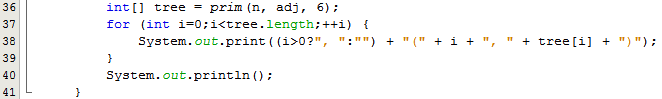 36 int[] tree = prim(n, adj, 6);
37 for (int i=0;i<tree.length;++i) {
38 System.out.print((i>0?", ":"") + "(" + i + ", " + tree[i] + ")");
39 }
40 System.out.println();
41 }